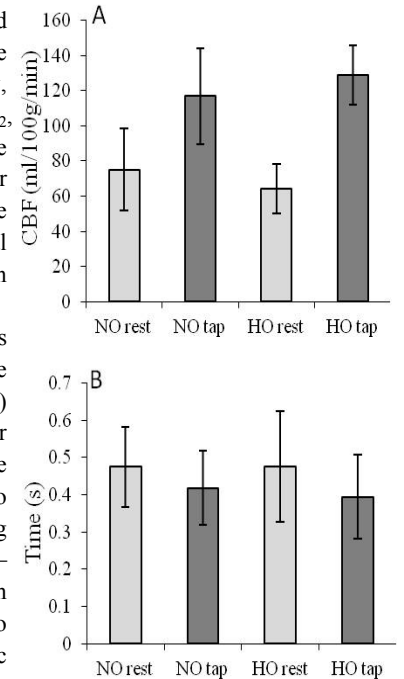 d
e
,
₂,
e
r
e
l
n
s
e
)
r
e
o
g
–
n
o
c
A
CBF (ml/100g/min)
160
140
120
100
80
60
40
20
0
NO rest NO tap HO rest HO tap
B
Time (s)
0.7
0.6
0.5
0.4
0.3
0.2
0.1
0
NO rest NO tap HO rest HO tap